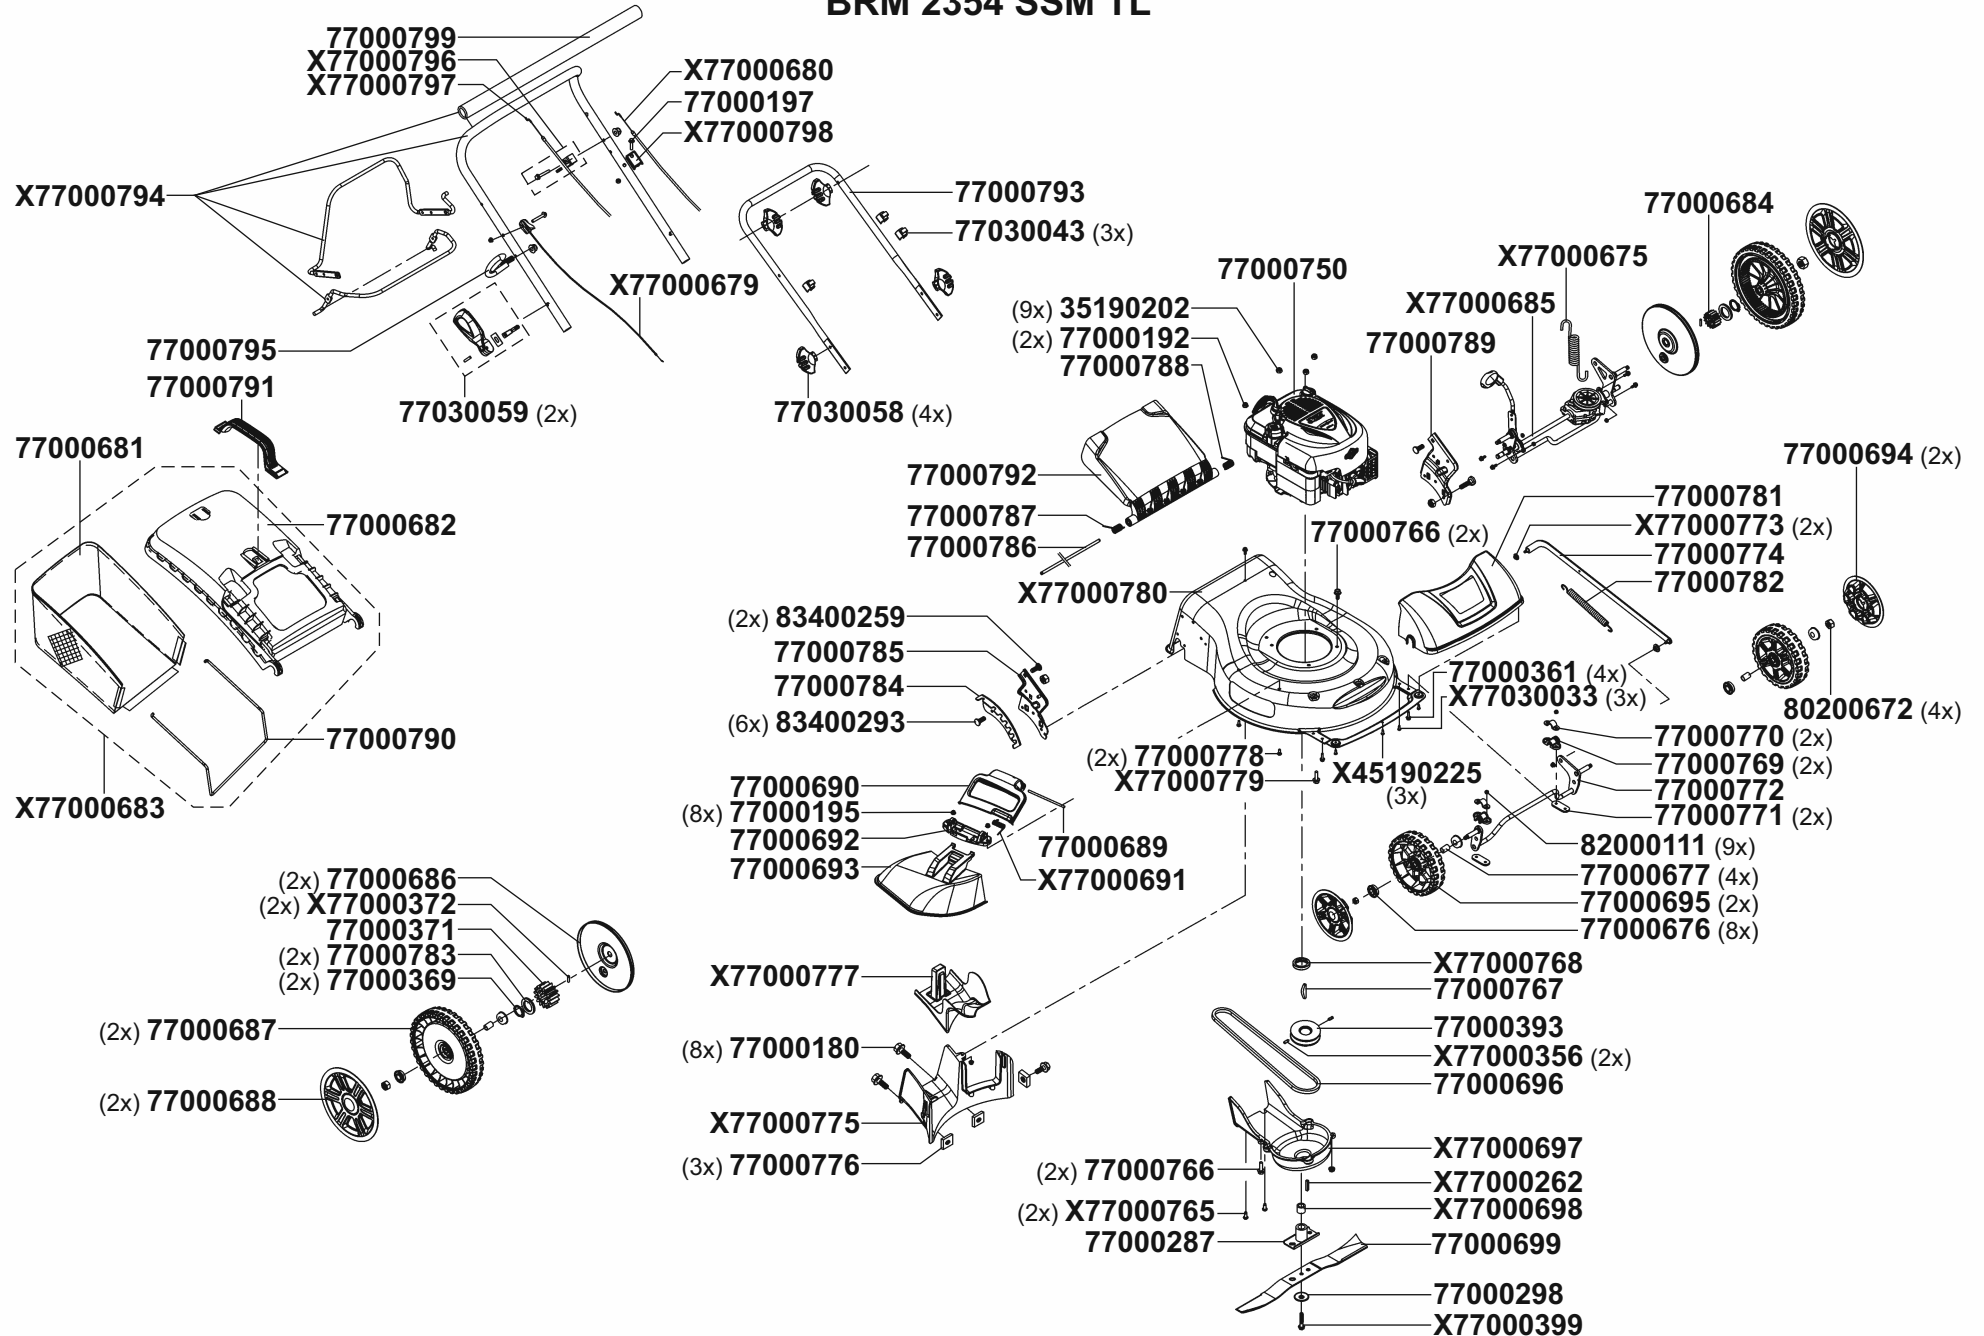 BRM 2354 SSM TL
77000799
X77000796
X77000797
X77000680
77000197
X77000798
X77000794
77000793
77030043 (3x)
X77000679
77000795
77000791
77030059 (2x)
77030058 (4x)
77000750
(9x) 35190202
(2x) 77000192
77000788
77000684
X77000675
X77000685
77000789
77000681
77000682
77000790
X77000683
77000792
77000787
77000786
77000766 (2x)
X77000780
77000694 (2x)
77000781
X77000773 (2x)
77000774
77000782
80200672 (4x)
(2x) 83400259
77000785
77000784
(6x) 83400293
77000361 (4x)
X77030033 (3x)
(2x) 77000778
X77000779
X45190225
(3x)
77000770 (2x)
77000769 (2x)
77000772
77000771 (2x)
82000111 (9x)
77000677 (4x)
77000695 (2x)
77000676 (8x)
77000690
(8x) 77000195
77000692
77000693
77000689
X77000691
(2x) 77000686
(2x) X77000372
77000371
(2x) 77000783
(2x) 77000369
(2x) 77000687
(2x) 77000688
X77000777
(8x) 77000180
X77000775
(3x) 77000776
X77000768
77000767
77000393
X77000356 (2x)
77000696
X77000697
(2x) 77000766
X77000262
(2x) X77000765
X77000698
77000287
77000699
77000298
X77000399